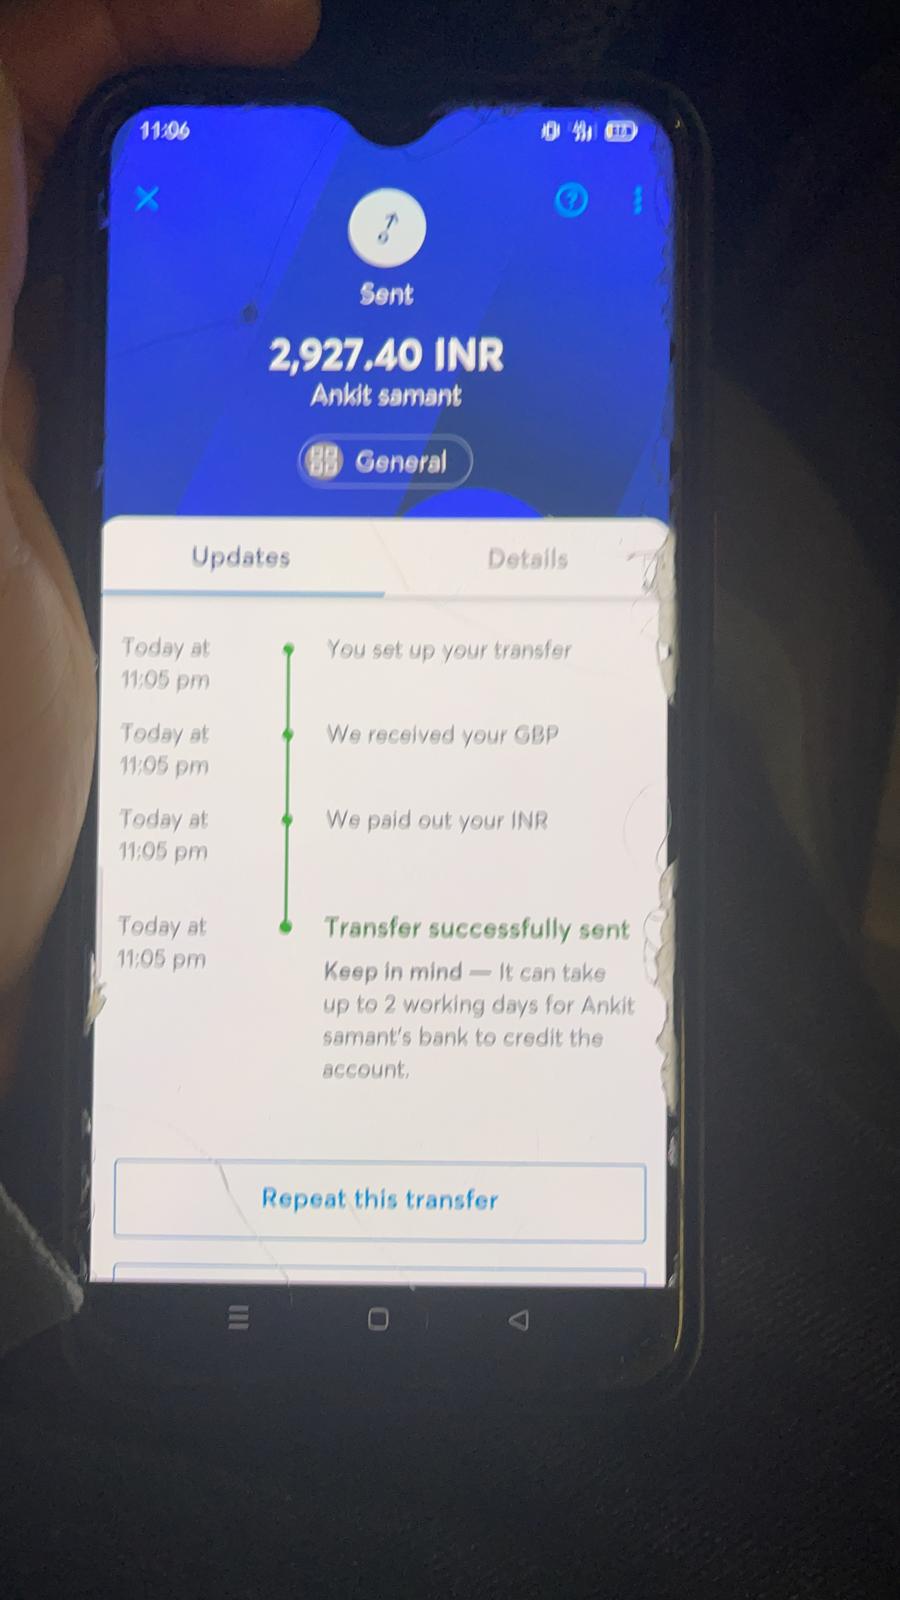 11:06
Sent
2,927.40 INR
Ankit samant
General
Updates
Details
Today at
11:05 pm
You set up your transfer
Today at
11:05 pm
We received your GBP
Today at
11:05 pm
We paid out your INR
Today at
11:05 pm
Transfer successfully sent
Keep in mind — It can take
up to 2 working days for Ankit
samant's bank to credit the
account.
Repeat this transfer